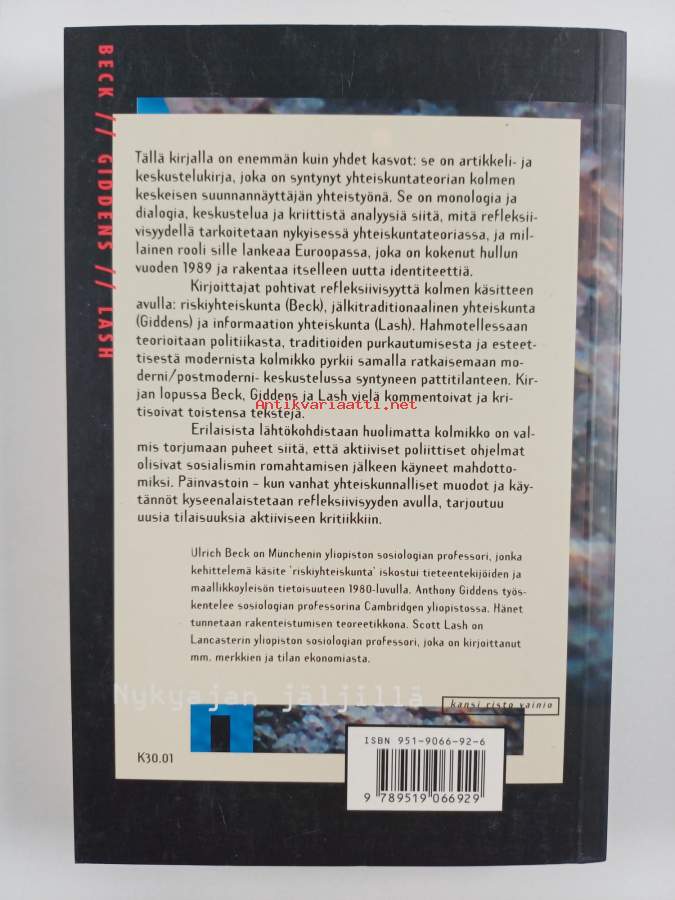 BECK // GIDDENS // LASH
Tällä kirjalla on enemmän kuin yhdet kasvot: se on artikkeli- ja
keskustelukirja, joka on syntynyt yhteiskuntateorian kolmen
keskeisen suunnannäyttäjän yhteistyönä. Se on monologia ja
dialogia, keskustelua ja kriittistä analyysiä siitä, mitä refleksii-
visyydellä tarkoitetaan nykyisessä yhteiskuntateoriassa, ja mil-
lainen rooli sille lankeaa Euroopassa, joka on kokenut hullun
vuoden 1989 ja rakentaa itselleen uutta identiteettiä.
Kirjoittajat pohtivat refleksiivisyyttä kolmen käsitteen
avulla: riskiyhteiskunta (Beck), jälkitraditionaalinen yhteiskunta
(Giddens) ja informaation yhteiskunta (Lash). Hahmotellessaan
teorioitaan politiikasta, traditioiden purkautumisesta ja esteet-
tisestä modernista kolmikko pyrkii samalla ratkaisemaan mo-
derni/postmoderni- keskustelussa syntyneen pattitilanteen. Kir-
jan lopussa Beck, Giddens ja Lash vielä kommentoivat ja kri-
Antikvariaatti.net
tisoivat toistensa tekstejä.
Erilaisista lähtökohdistaan huolimatta kolmikko on val-
mis torjumaan puheet siitä, että aktiiviset poliittiset ohjelmat
olisivat sosialismin romahtamisen jälkeen käyneet mahdotto-
miksi. Päinvastoin – kun vanhat yhteiskunnalliset muodot ja käy-
tännöt kyseenalaistetaan refleksiivisyyden avulla, tarjoutuu
uusia tilaisuuksia aktiiviseen kritiikkiin.
Ulrich Beck on Münchenin yliopiston sosiologian professori, jonka
kehittelemä käsite 'riskiyhteiskunta' iskostui tieteentekijöiden ja
maallikkoyleisön tietoisuuteen 1980-luvulla. Anthony Giddens työs-
kentelee sosiologian professorina Cambridgen yliopistossa. Hänet
tunnetaan rakenteistumisen teoreetikkona. Scott Lash on
Lancasterin yliopiston sosiologian professori, joka on kirjoittanut
mm. merkkien ja tilan ekonomiasta.
Nykyajan jäljillä
kansi risto vainio
K30.01
ISBN 951-9066-92-6
9 789519 066929